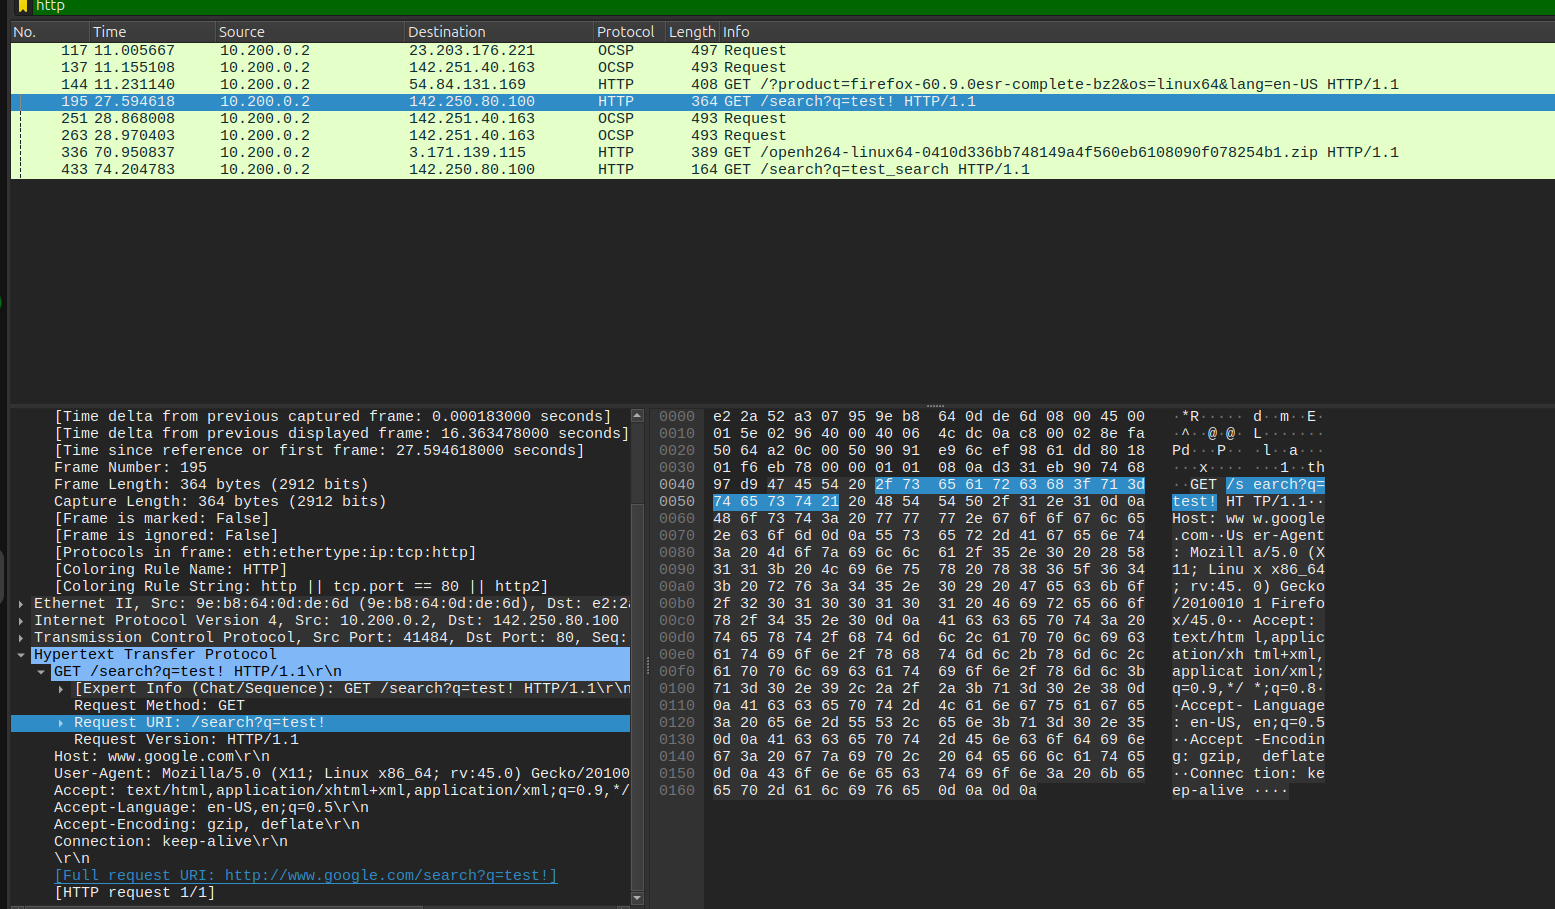 http
No. Time Source Destination Protocol Length Info
117 11.005667 10.200.0.2 23.203.176.221 OCSP 497 Request
137 11.155108 10.200.0.2 142.251.40.163 OCSP 493 Request
144 11.231140 10.200.0.2 54.84.131.169 HTTP 408 GET /?product=firefox-60.9.0esr-complete-bz2&os=linux64&lang=en-US HTTP/1.1
195 27.594618 10.200.0.2 142.250.80.100 HTTP 364 GET /search?q=test! HTTP/1.1
251 28.868008 10.200.0.2 142.251.40.163 OCSP 493 Request
263 28.970403 10.200.0.2 142.251.40.163 OCSP 493 Request
336 70.950837 10.200.0.2 3.171.139.115 HTTP 389 GET /openh264-linux64-0410d336bb748149a4f560eb6108090f078254b1.zip HTTP/1.1
433 74.204783 10.200.0.2 142.250.80.100 HTTP 164 GET /search?q=test_search HTTP/1.1
[Time delta from previous captured frame: 0.000183000 seconds]
[Time delta from previous displayed frame: 16.363478000 seconds]
[Time since reference or first frame: 27.594618000 seconds]
Frame Number: 195
Frame Length: 364 bytes (2912 bits)
Capture Length: 364 bytes (2912 bits)
[Frame is marked: False]
[Frame is ignored: False]
[Protocols in frame: eth:ethertype:ip:tcp:http]
[Coloring Rule Name: HTTP]
[Coloring Rule String: http || tcp.port == 80 || http2]
Ethernet II, Src: 9e:b8:64:0d:de:6d (9e:b8:64:0d:de:6d), Dst: e2:2a
Internet Protocol Version 4, Src: 10.200.0.2, Dst: 142.250.80.100
Transmission Control Protocol, Src Port: 41484, Dst Port: 80, Seq:
Hypertext Transfer Protocol
GET /search?q=test! HTTP/1.1\r\n
[Expert Info (Chat/Sequence): GET /search?q=test! HTTP/1.1\r\n
Request Method: GET
Request URI: /search?q=test!
Request Version: HTTP/1.1
Host: www.google.com\r\n
User-Agent: Mozilla/5.0 (X11; Linux x86_64; rv:45.0) Gecko/20100
Accept: text/html,application/xhtml+xml,application/xml;q=0.9,*/
Accept-Language: en-US,en;q=0.5\r\n
Accept-Encoding: gzip, deflate\r\n
Connection: keep-alive\r\n
\r\n
[Full request URI: http://www.google.com/search?q=test!]
[HTTP request 1/1]
0000 e2 2a 52 a3 07 95 9e b8 64 0d de 6d 08 00 45 00 ·*R····· d··m··E·
0010 01 5e 02 96 40 00 40 06 4c dc 0a c8 00 02 8e fa ·^··@·@· L·······
0020 50 64 a2 0c 00 50 90 91 e9 6c ef 98 61 dd 80 18 Pd···P·· ·l··a···
0030 01 f6 eb 78 00 00 01 01 08 0a d3 31 eb 90 74 68 ···x···· ···1··th
0040 97 d9 47 45 54 20 2f 73 65 61 72 63 68 3f 71 3d ··GET /s earch?q=
0050 74 65 73 74 21 20 48 54 54 50 2f 31 2e 31 0d 0a test! HT TP/1.1··
0060 48 6f 73 74 3a 20 77 77 77 2e 67 6f 6f 67 6c 65 Host: ww w.google
0070 2e 63 6f 6d 0d 0a 55 73 65 72 2d 41 67 65 6e 74 .com··Us er-Agent
0080 3a 20 4d 6f 7a 69 6c 6c 61 2f 35 2e 30 20 28 58 : Mozill a/5.0 (X
0090 31 31 3b 20 4c 69 6e 75 78 20 78 38 36 5f 36 34 11; Linu x x86_64
00a0 3b 20 72 76 3a 34 35 2e 30 29 20 47 65 63 6b 6f ; rv:45. 0) Gecko
00b0 2f 32 30 31 30 30 31 30 31 20 46 69 72 65 66 6f /2010010 1 Firefo
00c0 78 2f 34 35 2e 30 0d 0a 41 63 63 65 70 74 3a 20 x/45.0·· Accept:
00d0 74 65 78 74 2f 68 74 6d 6c 2c 61 70 70 6c 69 63 text/htm l,applic
00e0 61 74 69 6f 6e 2f 78 68 74 6d 6c 2b 78 6d 6c 2c ation/xh tml+xml,
00f0 61 70 70 6c 69 63 61 74 69 6f 6e 2f 78 6d 6c 3b applicat ion/xml;
0100 71 3d 30 2e 39 2c 2a 2f 2a 3b 71 3d 30 2e 38 0d q=0.9,*/ *;q=0.8·
0110 0a 41 63 63 65 70 74 2d 4c 61 6e 67 75 61 67 65 ·Accept- Language
0120 3a 20 65 6e 2d 55 53 2c 65 6e 3b 71 3d 30 2e 35 : en-US, en;q=0.5
0130 0d 0a 41 63 63 65 70 74 2d 45 6e 63 6f 64 69 6e ··Accept -Encodin
0140 67 3a 20 67 7a 69 70 2c 20 64 65 66 6c 61 74 65 g: gzip, deflate
0150 0d 0a 43 6f 6e 6e 65 63 74 69 6f 6e 3a 20 6b 65 ··Connec tion: ke
0160 65 70 2d 61 6c 69 76 65 0d 0a 0d 0a ep-alive ····